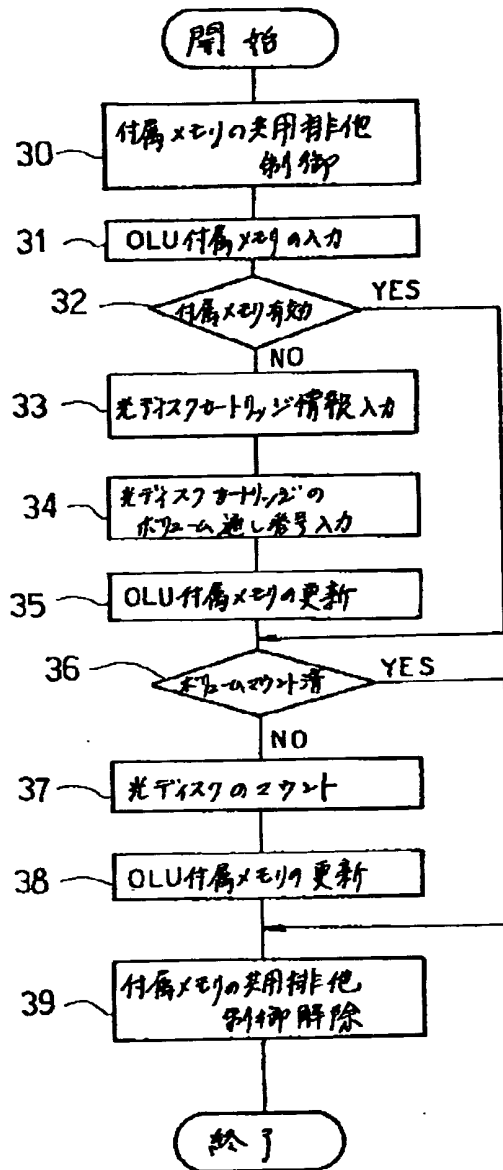 開始
30
付属メモリの共用排他
制御
31
OLU付属メモリの入力
32
付属メモリ有効
YES
NO
33
光ディスクカートリッジ情報入力
34
光ディスクカートリッジの
ボリューム通し番号入力
35
OLU付属メモリの更新
36
ボリュームマウント済
YES
NO
37
光ディスクのマウント
38
OLU付属メモリの更新
39
付属メモリの共用排他
制御解除
終了